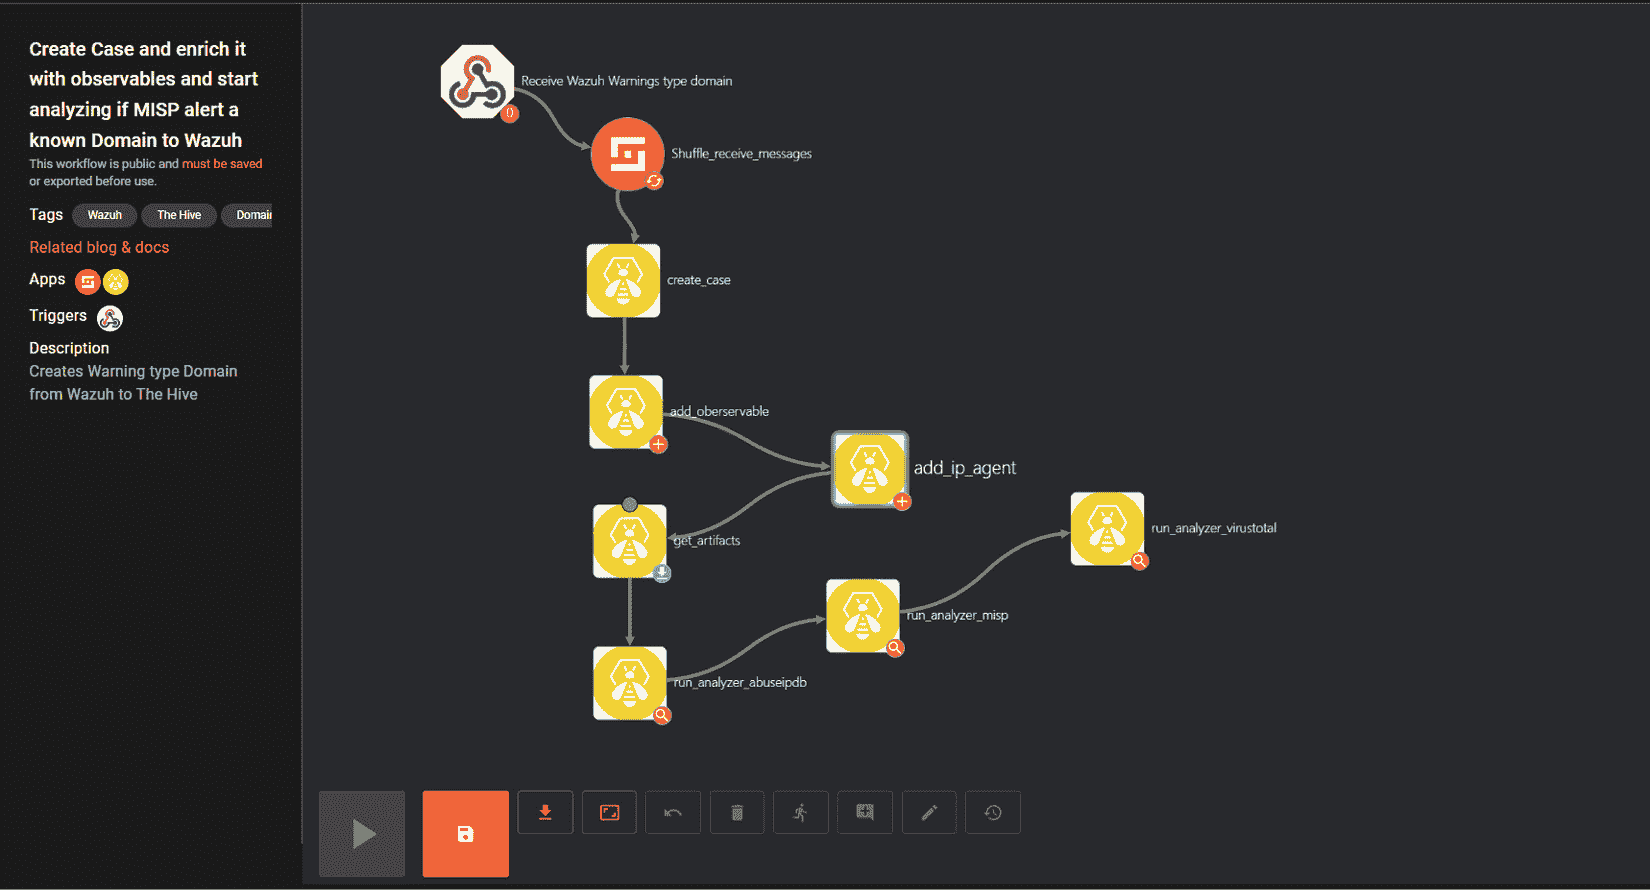 Create Case and enrich it
with observables and start
analyzing if MISP alert a
known Domain to Wazuh
This workflow is public and must be saved
or exported before use.
Tags Wazuh The Hive Domain
Related blog & docs
Apps
Triggers
Description
Creates Warning type Domain
from Wazuh to The Hive
Receive Wazuh Warnings type domain
Shuffle_receive_messages
create_case
add_oberservable
add_ip_agent
get_artifacts
run_analyzer_virustotal
run_analyzer_misp
run_analyzer_abuseipdb